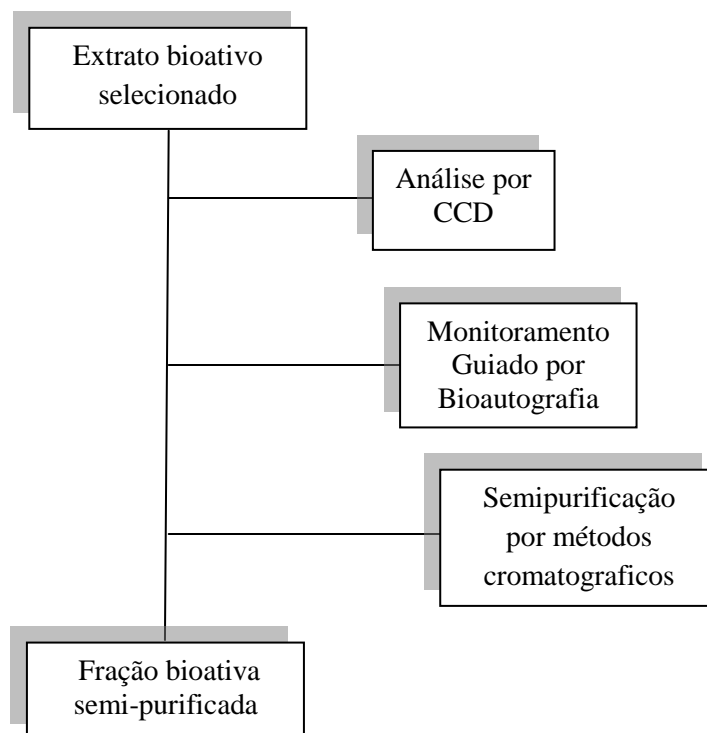 Extrato bioativo
selecionado
Análise por
CCD
Monitoramento
Guiado por
Bioautografia
Semipurificação
por métodos
cromatograficos
Fração bioativa
semi-purificada